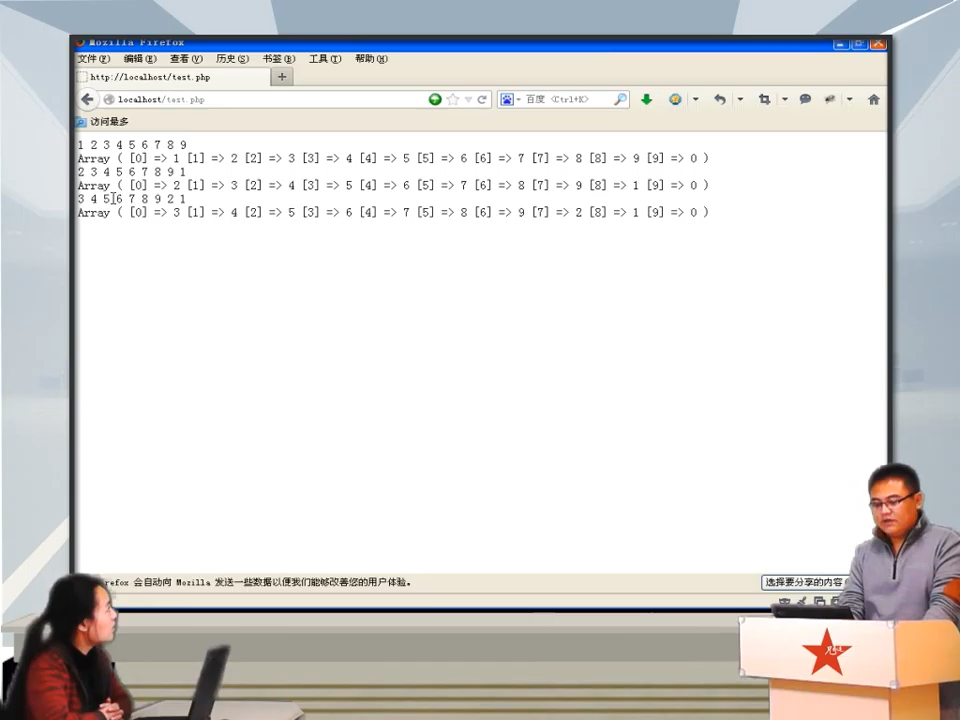 Mozilla Firefox
文件(F) 编辑(E) 查看(V) 历史(S) 书签(B) 工具(T) 帮助(H)
http://localhost/test.php
localhost/test.php 百度 <Ctrl+K>
访问最多
1 2 3 4 5 6 7 8 9
Array ( [0] => 1 [1] => 2 [2] => 3 [3] => 4 [4] => 5 [5] => 6 [6] => 7 [7] => 8 [8] => 9 [9] => 0 )
2 3 4 5 6 7 8 9 1
Array ( [0] => 2 [1] => 3 [2] => 4 [3] => 5 [4] => 6 [5] => 7 [6] => 8 [7] => 9 [8] => 1 [9] => 0 )
3 4 5 6 7 8 9 2 1
Array ( [0] => 3 [1] => 4 [2] => 5 [3] => 6 [4] => 7 [5] => 8 [6] => 9 [7] => 2 [8] => 1 [9] => 0 )
refox 会自动向 Mozilla 发送一些数据以便我们能够改善您的用户体验。 选择要分享的内容